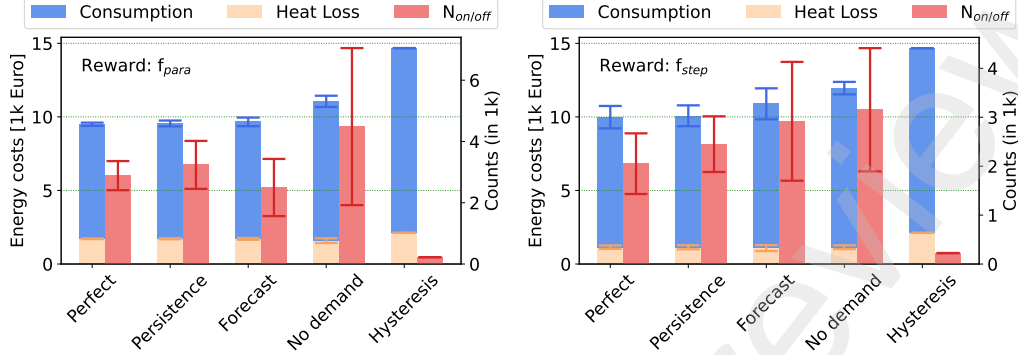 Consumption Heat Loss N_on/off
Reward: f_para
Energy costs [1k Euro]
15
10
5
0
Counts (in 1k)
6
4
2
0
Perfect
Persistence
Forecast
No demand
Hysteresis
Consumption Heat Loss N_on/off
Reward: f_step
Energy costs [1k Euro]
15
10
5
0
Counts (in 1k)
4
3
2
1
0
Perfect
Persistence
Forecast
No demand
Hysteresis
review